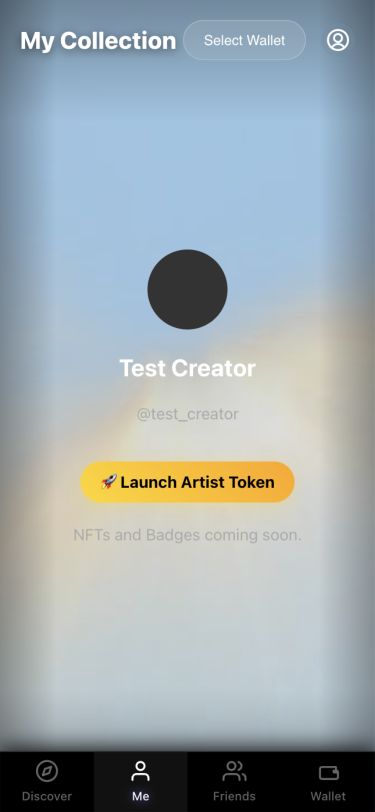 My Collection
Select Wallet
Test Creator
@test_creator
🚀 Launch Artist Token
NFTs and Badges coming soon.
Discover
Me
Friends
Wallet